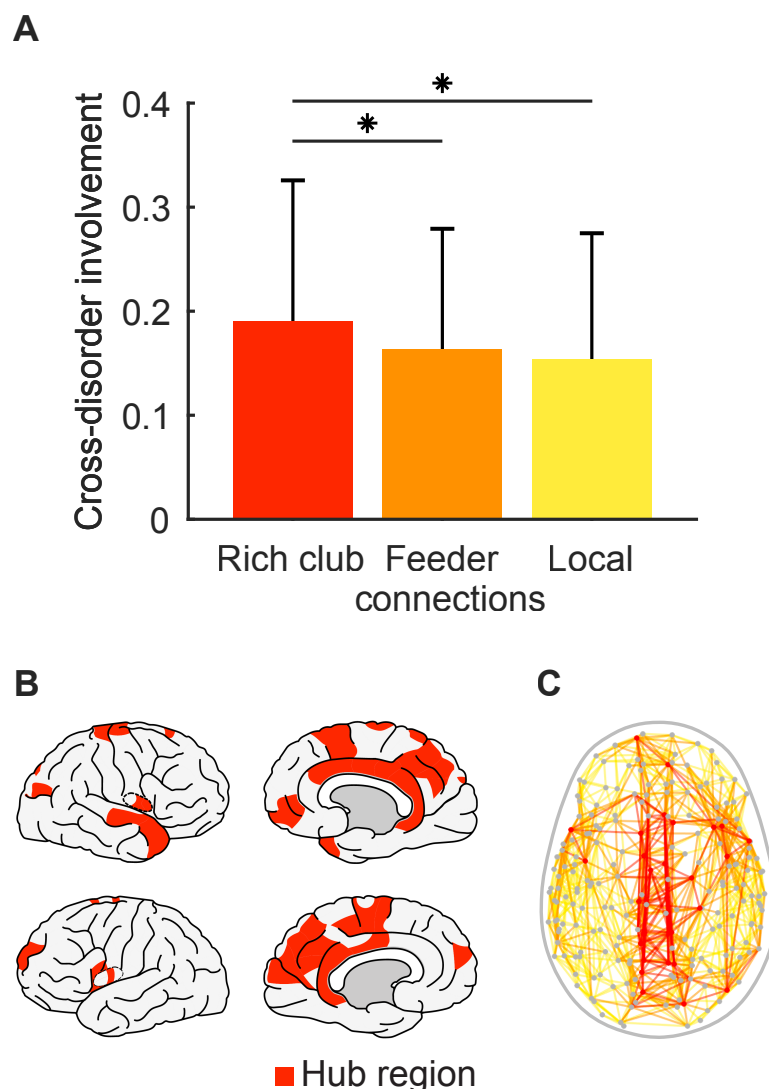 A
Cross-disorder involvement
0.4
0.3
0.2
0.1
0
*
*
Rich club
Feeder connections
Local
B
C
Hub region